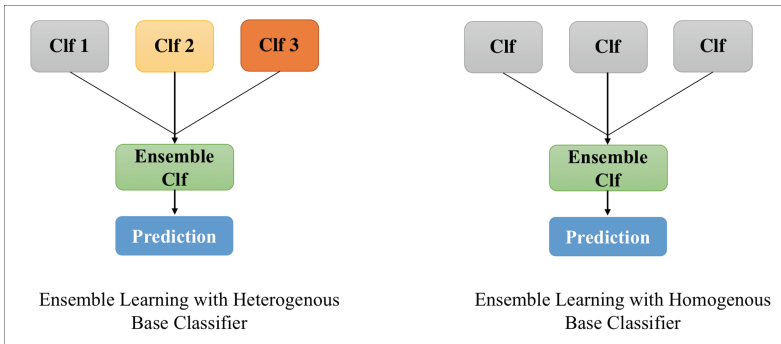 Clf 1
Clf 2
Clf 3
Ensemble
Clf
Prediction
Ensemble Learning with Heterogenous
Base Classifier
Clf
Clf
Clf
Ensemble
Clf
Prediction
Ensemble Learning with Homogenous
Base Classifier